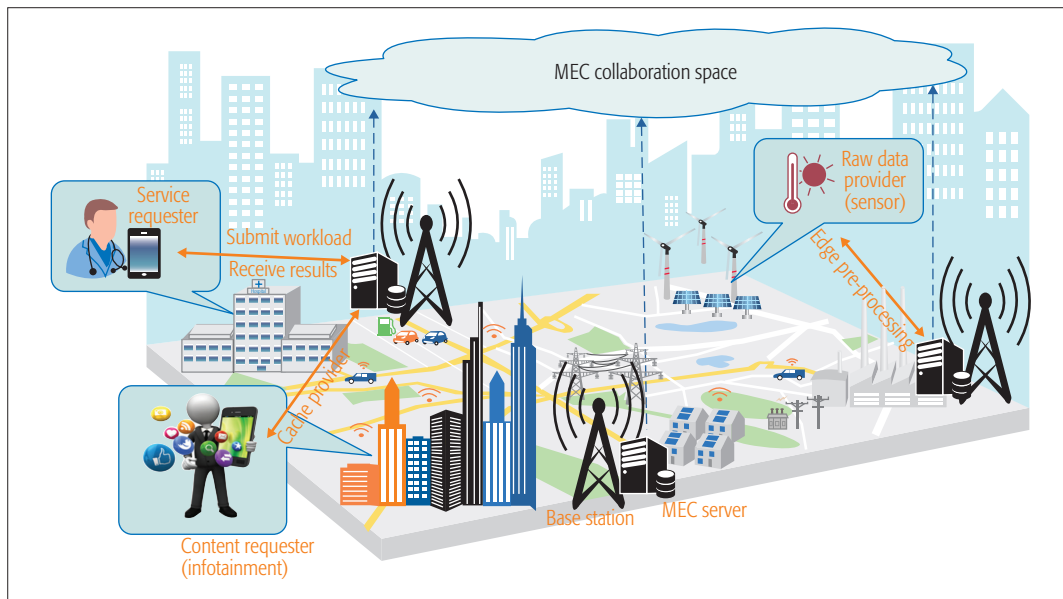 MEC collaboration space
Service
requester
Submit workload
Receive results
Raw data
provider
(sensor)
Edge pre-processing
Hospital
Cache provider
Base station
MEC server
Content requester
(infotainment)